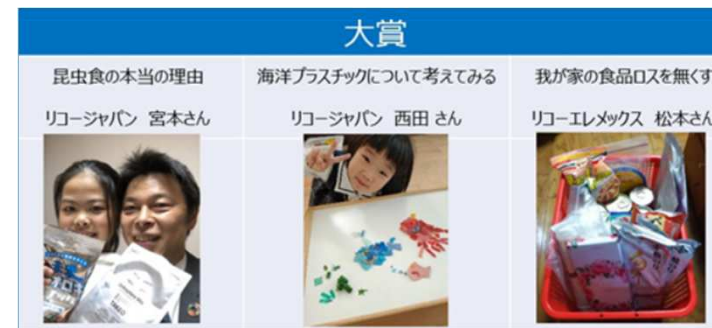 大賞
昆虫食の本当の理由
海洋プラスチックについて考えてみる
我が家の食品ロスを無くす
リコージャパン 宮本さん
リコージャパン 西田 さん
リコーエレメックス 松本さん